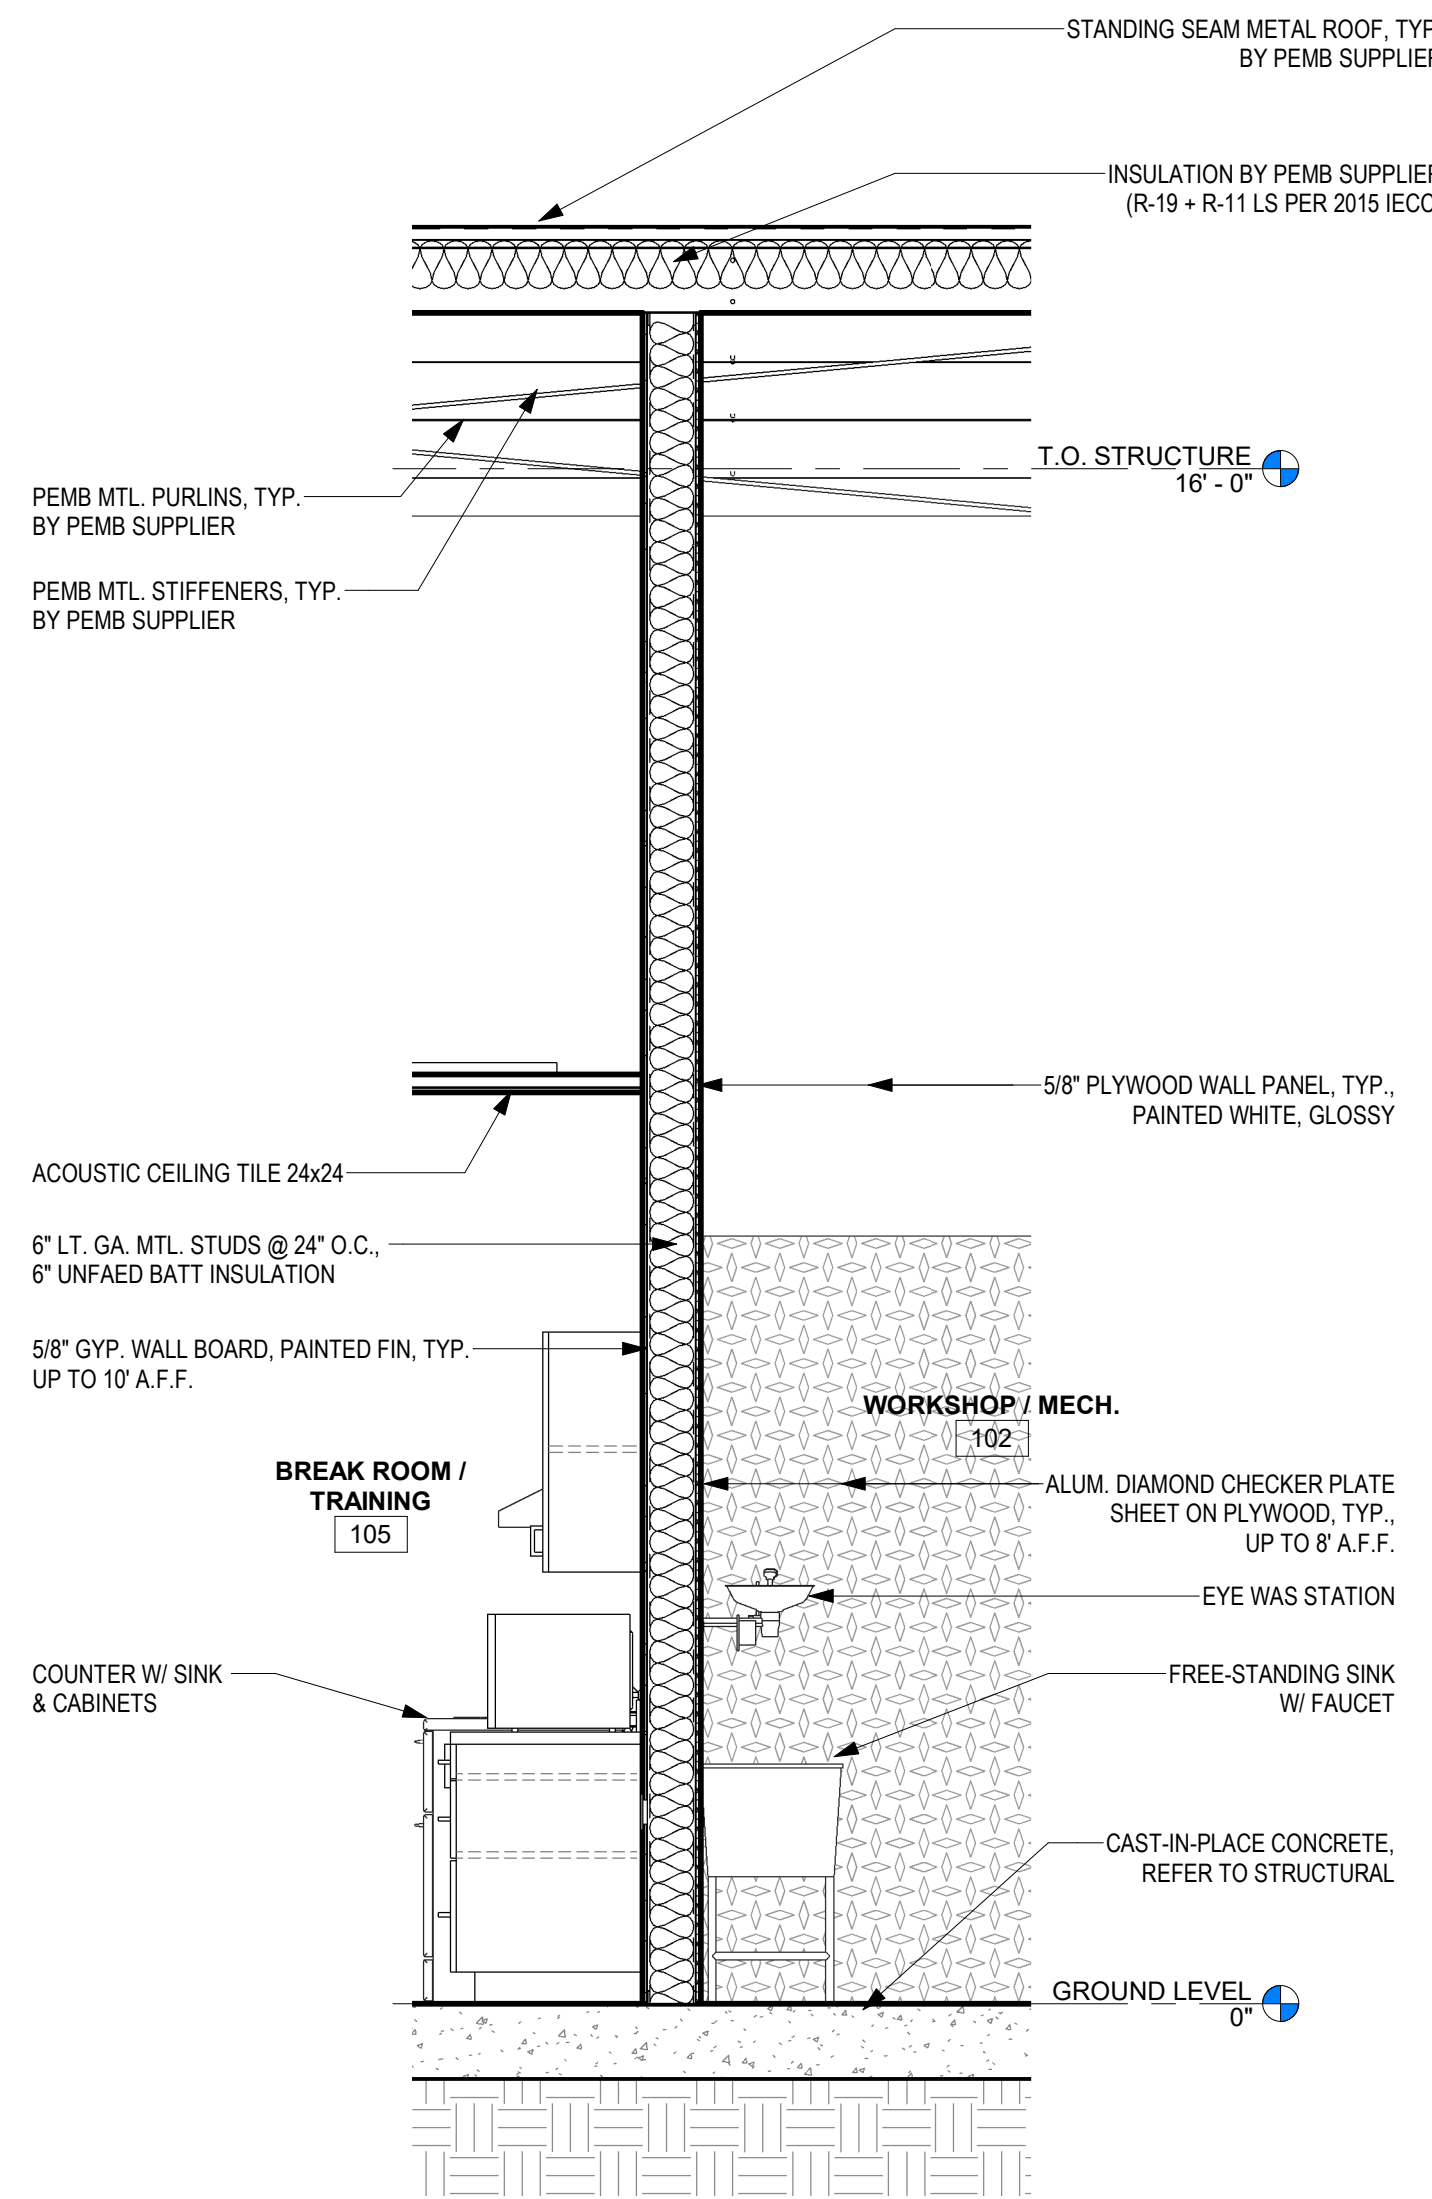 STANDING SEAM METAL ROOF, TYP
BY PEMB SUPPLIER
INSULATION BY PEMB SUPPLIER
(R-19 + R-11 LS PER 2015 IECC
T.O. STRUCTURE
16' - 0"
PEMB MTL. PURLINS, TYP.
BY PEMB SUPPLIER
PEMB MTL. STIFFENERS, TYP.
BY PEMB SUPPLIER
5/8" PLYWOOD WALL PANEL, TYP.,
PAINTED WHITE, GLOSSY
ACOUSTIC CEILING TILE 24x24
6" LT. GA. MTL. STUDS @ 24" O.C.,
6" UNFAED BATT INSULATION
5/8" GYP. WALL BOARD, PAINTED FIN, TYP.
UP TO 10' A.F.F.
WORKSHOP / MECH.
102
BREAK ROOM /
TRAINING
105
ALUM. DIAMOND CHECKER PLATE
SHEET ON PLYWOOD, TYP.,
UP TO 8' A.F.F.
EYE WAS STATION
COUNTER W/ SINK
& CABINETS
FREE-STANDING SINK
W/ FAUCET
CAST-IN-PLACE CONCRETE,
REFER TO STRUCTURAL
GROUND LEVEL
0"